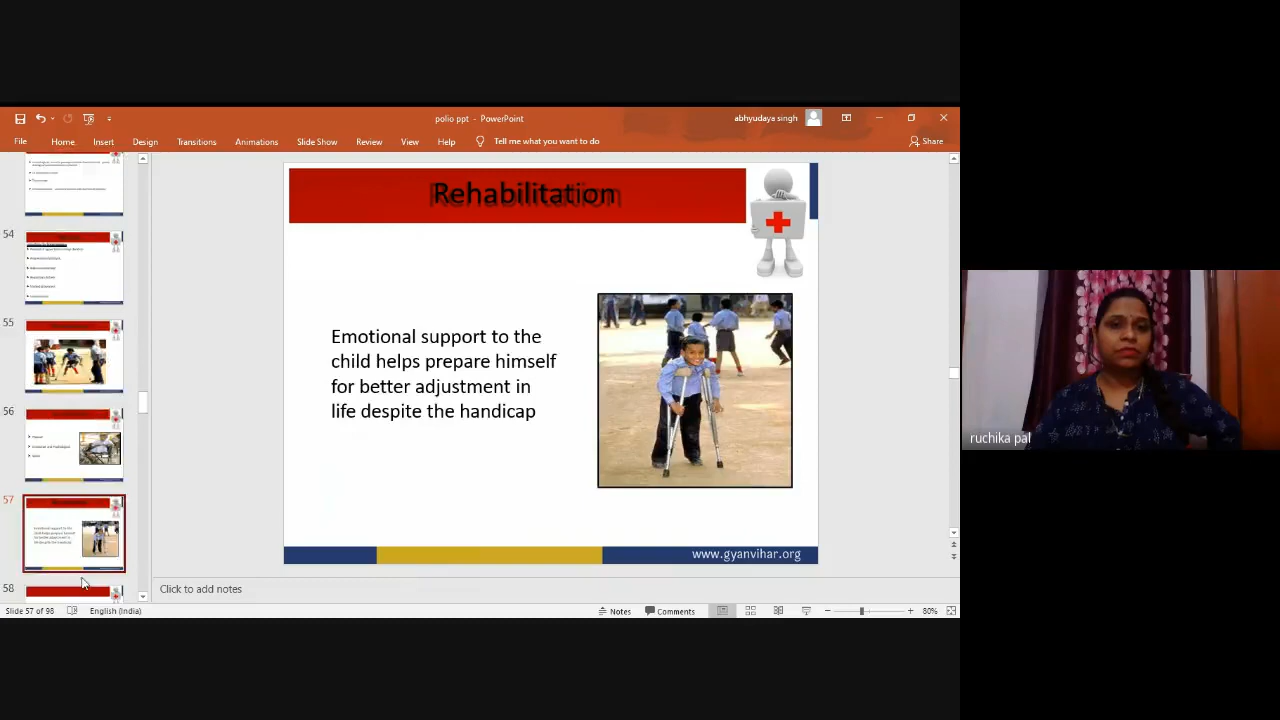 polio ppt - PowerPoint
abhyudaya singh
File Home Insert Design Transitions Animations Slide Show Review View Help Tell me what you want to do Share
54
55
56
57
58
Rehabilitation
Emotional support to the
child helps prepare himself
for better adjustment in
life despite the handicap
www.gyanvihar.org
Click to add notes
Slide 57 of 98 English (India) Notes Comments 80%
ruchika pal